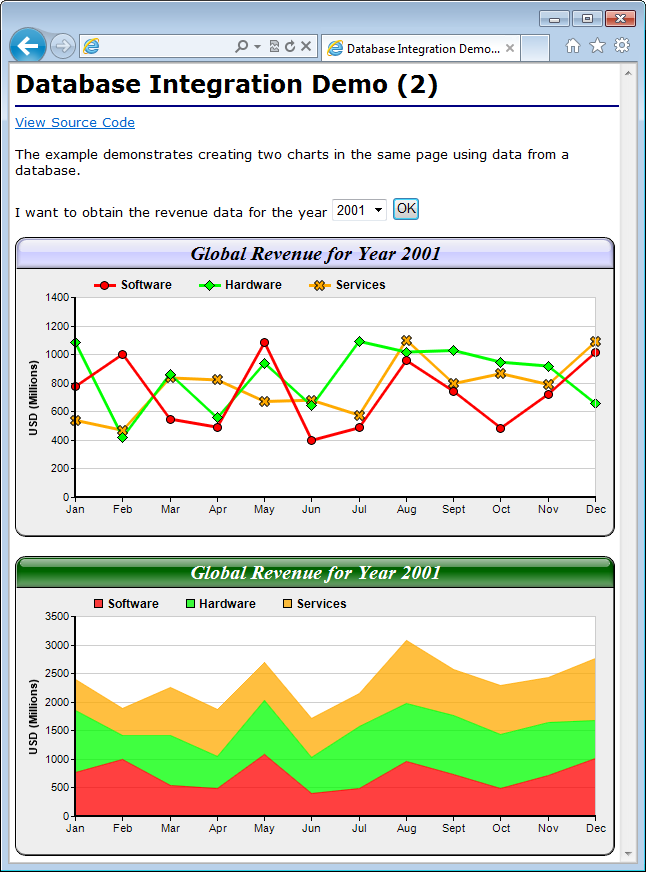 Database Integration Demo...
Database Integration Demo (2)
View Source Code
The example demonstrates creating two charts in the same page using data from a
database.
I want to obtain the revenue data for the year 2001 OK
Global Revenue for Year 2001
Software Hardware Services
1400
1200
1000
800
600
400
200
0
USD (Millions)
Jan Feb Mar Apr May Jun Jul Aug Sept Oct Nov Dec
Global Revenue for Year 2001
Software Hardware Services
3500
3000
2500
2000
1500
1000
500
0
USD (Millions)
Jan Feb Mar Apr May Jun Jul Aug Sept Oct Nov Dec